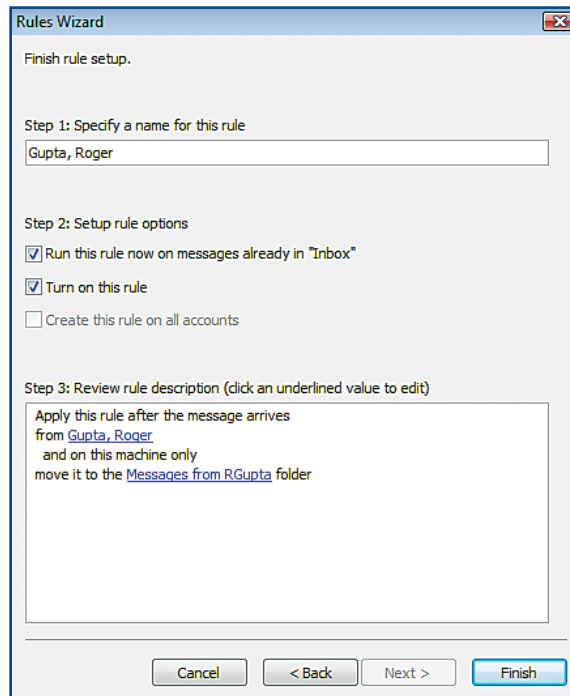 Rules Wizard
Finish rule setup.
Step 1: Specify a name for this rule
Gupta, Roger
Step 2: Setup rule options
Run this rule now on messages already in "Inbox"
Turn on this rule
Create this rule on all accounts
Step 3: Review rule description (click an underlined value to edit)
Apply this rule after the message arrives
from Gupta, Roger
and on this machine only
move it to the Messages from RGupta folder
Cancel < Back Next > Finish